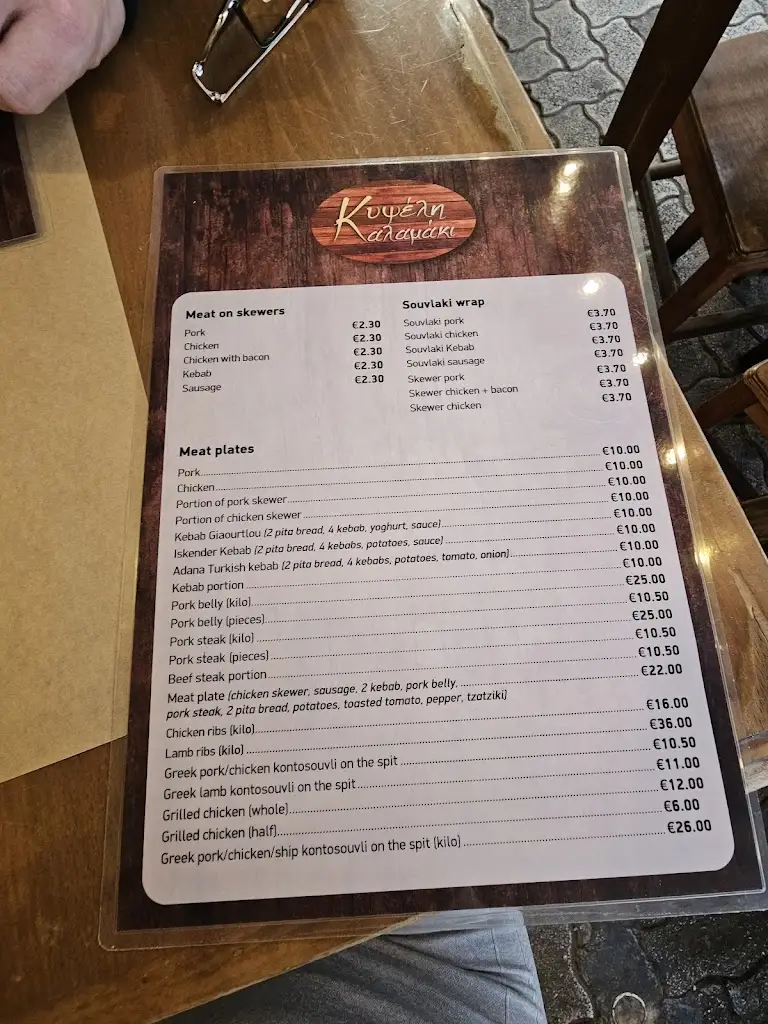 Κυψέλη
Καλαμάκι
Meat on skewers
Pork €2.30
Chicken €2.30
Chicken with bacon €2.30
Kebab €2.30
Sausage €2.30
Souvlaki wrap
Souvlaki pork €3.70
Souvlaki chicken €3.70
Souvlaki Kebab €3.70
Souvlaki sausage €3.70
Skewer pork €3.70
Skewer chicken + bacon €3.70
Skewer chicken €3.70
Meat plates
Pork €10.00
Chicken €10.00
Portion of pork skewer €10.00
Portion of chicken skewer €10.00
Kebab Giaourtlou (2 pita bread, 4 kebab, yoghurt, sauce) €10.00
Iskender Kebab (2 pita bread, 4 kebabs, potatoes, sauce) €10.00
Adana Turkish kebab (2 pita bread, 4 kebabs, potatoes, tomato, onion) €10.00
Kebab portion €10.00
Pork belly (kilo) €25.00
Pork belly (pieces) €10.50
Pork steak (kilo) €25.00
Pork steak (pieces) €10.50
Beef steak portion €10.50
Meat plate (chicken skewer, sausage, 2 kebab, pork belly, €22.00
pork steak, 2 pita bread, potatoes, toasted tomato, pepper, tzatziki)
Chicken ribs (kilo) €16.00
Lamb ribs (kilo) €36.00
Greek pork/chicken kontosouvli on the spit €10.50
Greek lamb kontosouvli on the spit €11.00
Grilled chicken (whole) €12.00
Grilled chicken (half) €6.00
Greek pork/chicken/ship kontosouvli on the spit (kilo) €26.00